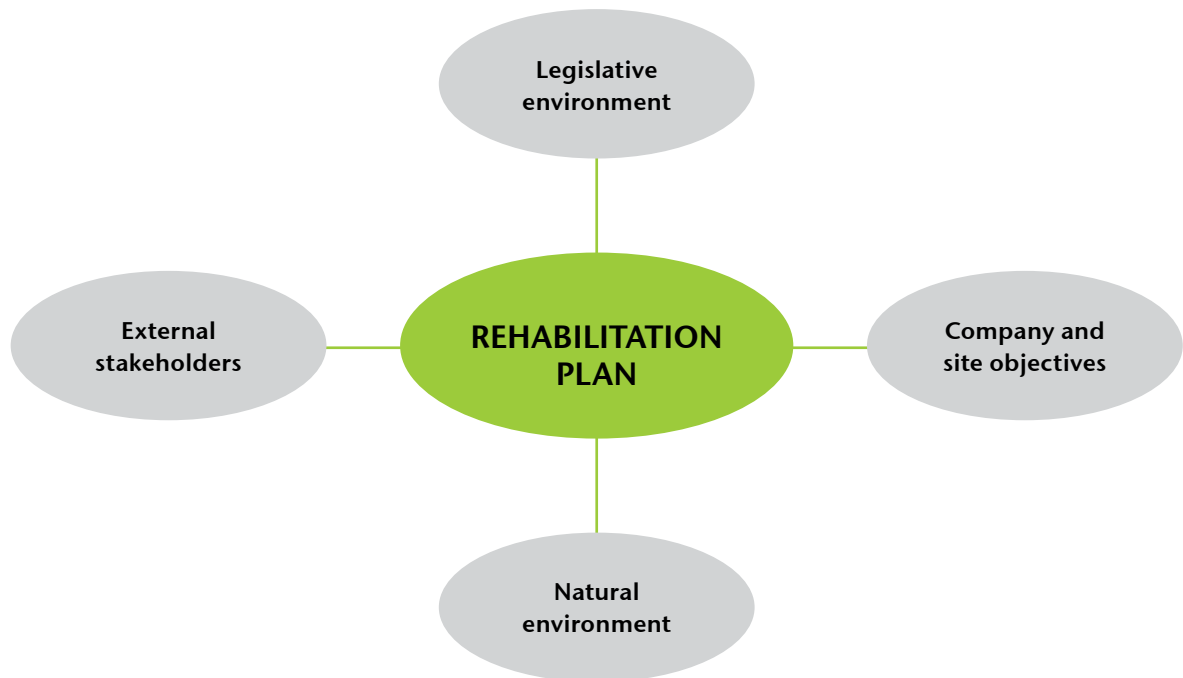 Legislative
environment
External
stakeholders
REHABILITATION
PLAN
Company and
site objectives
Natural
environment